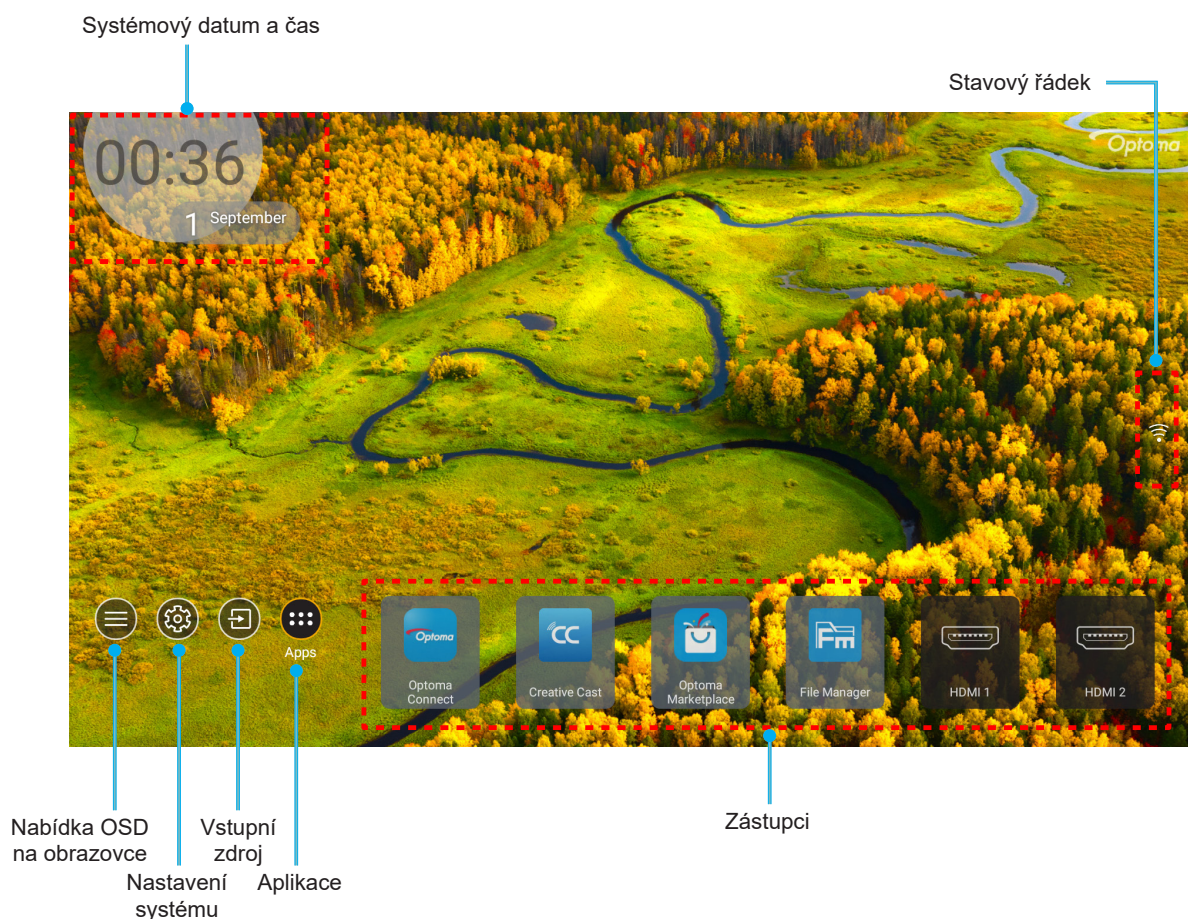 Systémový datum a čas
Stavový řádek
Optoma
00:36
1 September
Apps
Optoma
Optoma
Connect
CC
Creative Cast
Optoma
Marketplace
Fm
File Manager
HDMI 1
HDMI 2
Nabídka OSD
na obrazovce
Nastavení
systému
Vstupní
zdroj
Aplikace
Zástupci